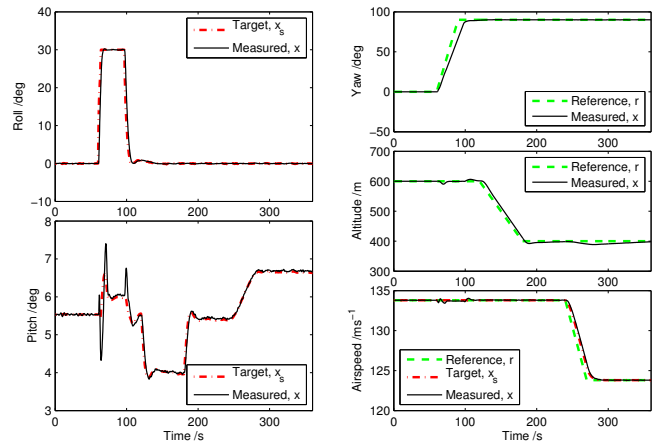 40
30
20
10
0
−10
Roll /deg
0 100 200 300
Target, xs
Measured, x
8
7
6
5
4
3
Pitch /deg
0 100 200 300
Time /s
Target, xs
Measured, x
100
50
0
−50
Yaw /deg
0 100 200 300
Reference, r
Measured, x
700
600
500
400
300
Altitude /m
0 100 200 300
Reference, r
Measured, x
135
130
125
120
Airspeed /ms−1
0 100 200 300
Time /s
Reference, r
Target, xs
Measured, x